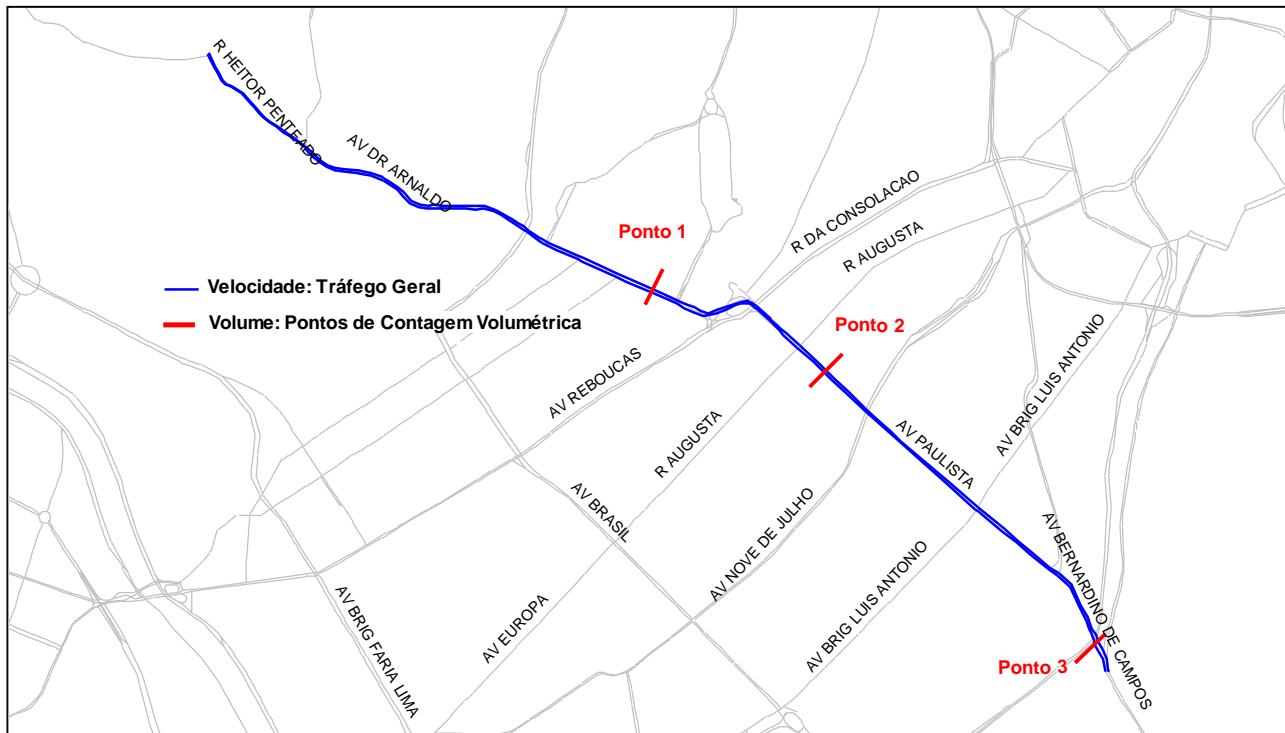 R HEITOR PENTEADO
AV DR ARNALDO
Ponto 1
R DA CONSOLACAO
R AUGUSTA
Velocidade: Tráfego Geral
Volume: Pontos de Contagem Volumétrica
Ponto 2
AV REBOUCAS
AV BRIG LUIS ANTONIO
R AUGUSTA
AV PAULISTA
AV BRASIL
AV NOVE DE JULHO
AV BERNARDINO DE CAMPOS
AV BRIG FARIA LIMA
AV EUROPA
AV BRIG LUIS ANTONIO
Ponto 3